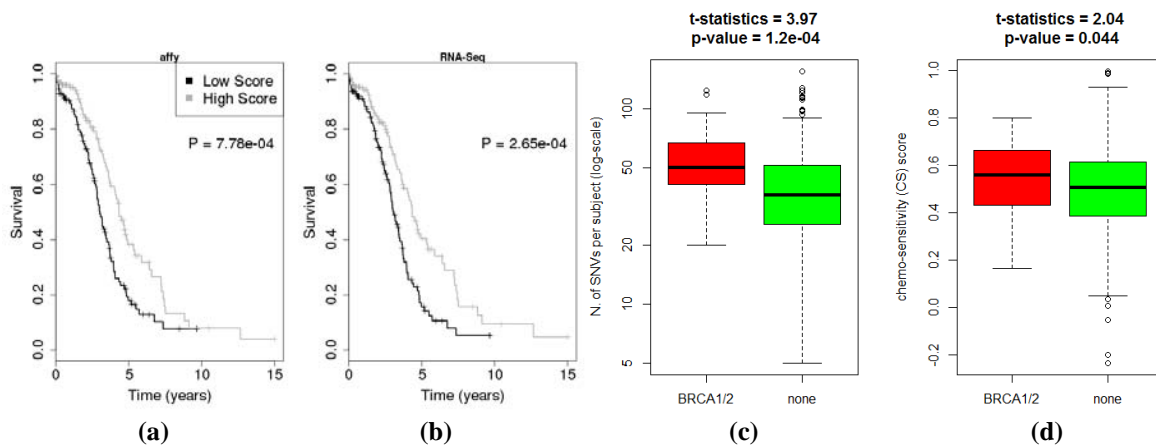 affy
Low Score
High Score
P = 7.78e-04
Survival
1.0
0.8
0.6
0.4
0.2
0.0
0 5 10 15
Time (years)
(a)
RNA-Seq
P = 2.65e-04
Survival
1.0
0.8
0.6
0.4
0.2
0.0
0 5 10 15
Time (years)
(b)
t-statistics = 3.97
p-value = 1.2e-04
N. of SNVs per subject (log-scale)
100
50
20
10
5
BRCA1/2 none
(c)
t-statistics = 2.04
p-value = 0.044
chemo-sensitivity (CS) score
1.0
0.8
0.6
0.4
0.2
0.0
-0.2
BRCA1/2 none
(d)